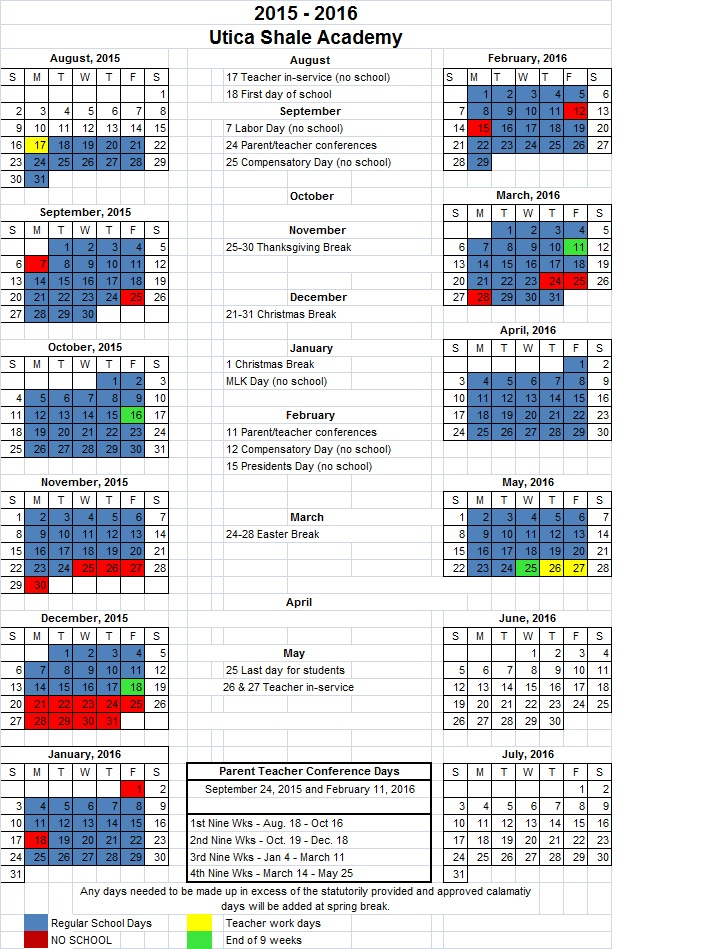 2015 - 2016
Utica Shale Academy
August, 2015
S M T W T F S
1
2 3 4 5 6 7 8
9 10 11 12 13 14 15
16 17 18 19 20 21 22
23 24 25 26 27 28 29
30 31
September, 2015
S M T W T F S
1 2 3 4 5
6 7 8 9 10 11 12
13 14 15 16 17 18 19
20 21 22 23 24 25 26
27 28 29 30
October, 2015
S M T W T F S
1 2 3
4 5 6 7 8 9 10
11 12 13 14 15 16 17
18 19 20 21 22 23 24
25 26 27 28 29 30 31
November, 2015
S M T W T F S
1 2 3 4 5 6 7
8 9 10 11 12 13 14
15 16 17 18 19 20 21
22 23 24 25 26 27 28
29 30
December, 2015
S M T W T F S
1 2 3 4 5
6 7 8 9 10 11 12
13 14 15 16 17 18 19
20 21 22 23 24 25 26
27 28 29 30 31
January, 2016
S M T W T F S
1 2
3 4 5 6 7 8 9
10 11 12 13 14 15 16
17 18 19 20 21 22 23
24 25 26 27 28 29 30
31
August
17 Teacher in-service (no school)
18 First day of school
September
7 Labor Day (no school)
24 Parent/teacher conferences
25 Compensatory Day (no school)
October
November
25-30 Thanksgiving Break
December
21-31 Christmas Break
January
1 Christmas Break
MLK Day (no school)
February
11 Parent/teacher conferences
12 Compensatory Day (no school)
15 Presidents Day (no school)
March
24-28 Easter Break
April
May
25 Last day for students
26 & 27 Teacher in-service
Parent Teacher Conference Days
September 24, 2015 and February 11, 2016
1st Nine Wks - Aug. 18 - Oct 16
2nd Nine Wks - Oct. 19 - Dec. 18
3rd Nine Wks - Jan 4 - March 11
4th Nine Wks - March 14 - May 25
February, 2016
S M T W T F S
1 2 3 4 5 6
7 8 9 10 11 12 13
14 15 16 17 18 19 20
21 22 23 24 25 26 27
28 29
March, 2016
S M T W T F S
1 2 3 4 5
6 7 8 9 10 11 12
13 14 15 16 17 18 19
20 21 22 23 24 25 26
27 28 29 30 31
April, 2016
S M T W T F S
1 2
3 4 5 6 7 8 9
10 11 12 13 14 15 16
17 18 19 20 21 22 23
24 25 26 27 28 29 30
May, 2016
S M T W T F S
1 2 3 4 5 6 7
8 9 10 11 12 13 14
15 16 17 18 19 20 21
22 23 24 25 26 27 28
June, 2016
S M T W T F S
1 2 3 4
5 6 7 8 9 10 11
12 13 14 15 16 17 18
19 20 21 22 23 24 25
26 27 28 29 30
July, 2016
S M T W T F S
1 2
3 4 5 6 7 8 9
10 11 12 13 14 15 16
17 18 19 20 21 22 23
24 25 26 27 28 29 30
31
Any days needed to be made up in excess of the statutorily provided and approved calamatiy
days will be added at spring break.
Regular School Days
Teacher work days
NO SCHOOL
End of 9 weeks